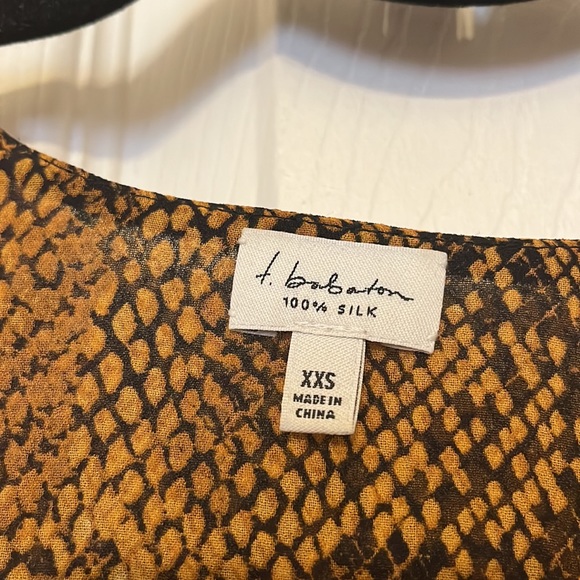 t. babaton
100% SILK
XXS
MADE IN
CHINA